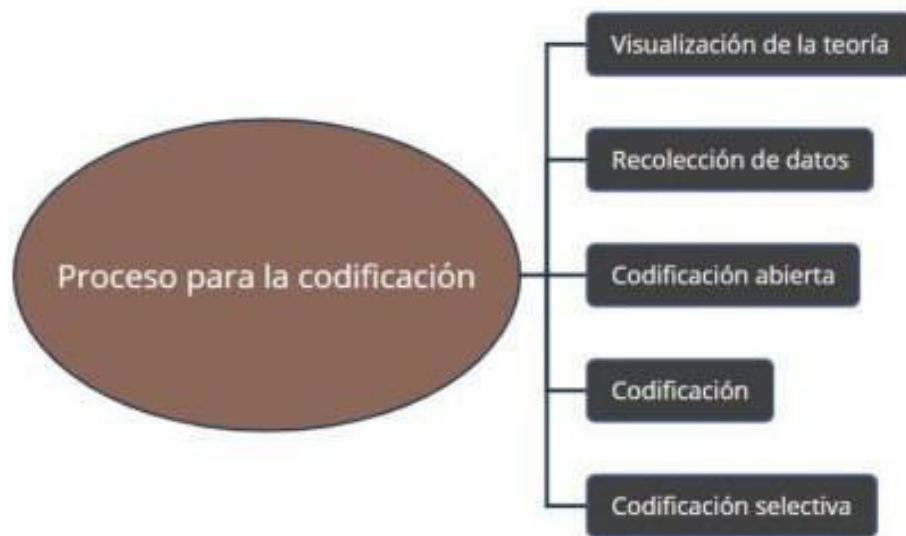 Proceso para la codificación
Visualización de la teoría
Recolección de datos
Codificación abierta
Codificación
Codificación selectiva